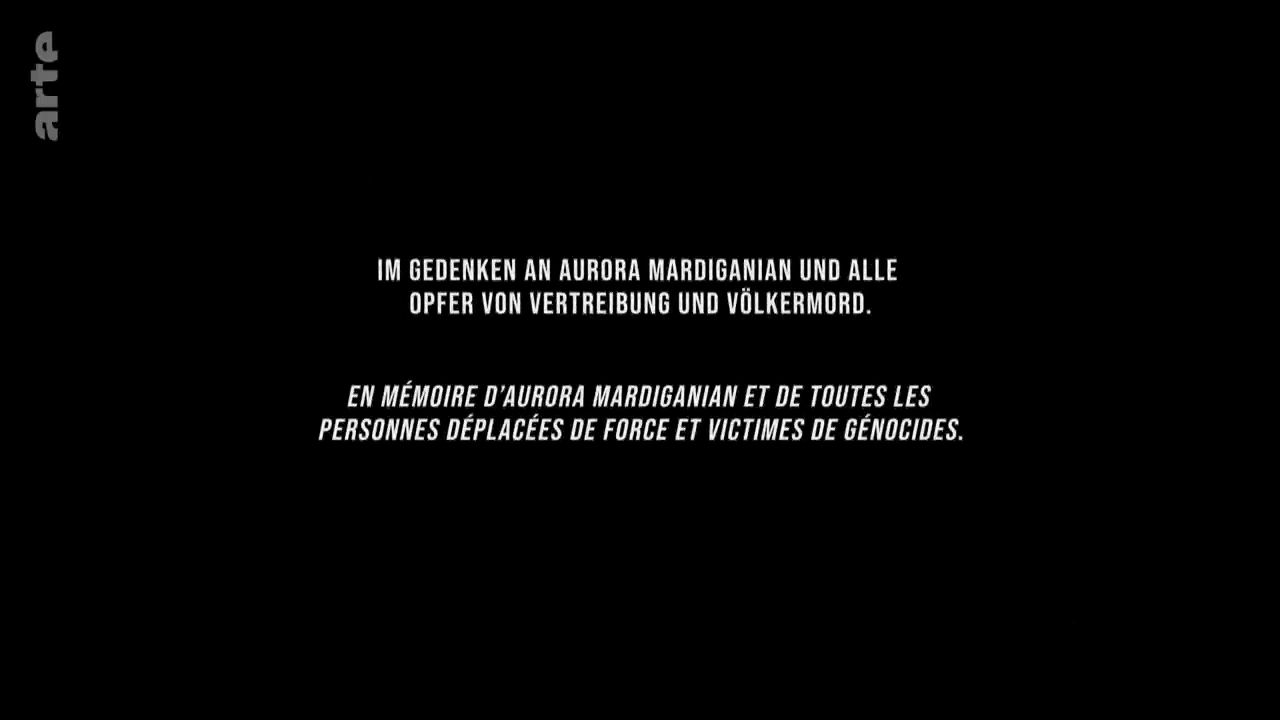 arte
IM GEDENKEN AN AURORA MARDIGANIAN UND ALLE
OPFER VON VERTREIBUNG UND VÖLKERMORD.
EN MÉMOIRE D’AURORA MARDIGANIAN ET DE TOUTES LES
PERSONNES DÉPLACÉES DE FORCE ET VICTIMES DE GÉNOCIDES.